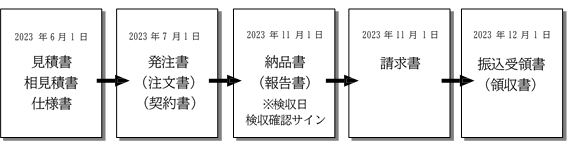 2023 年 6 月 1 日
見積書
相見積書
仕様書
2023 年 7 月 1 日
発注書
(注文書)
(契約書)
2023 年 11 月 1 日
納品書
(報告書)
※検収日
検収確認サイン
2023 年 11 月 1 日
請求書
2023 年 12 月 1 日
振込受領書
(領収書)